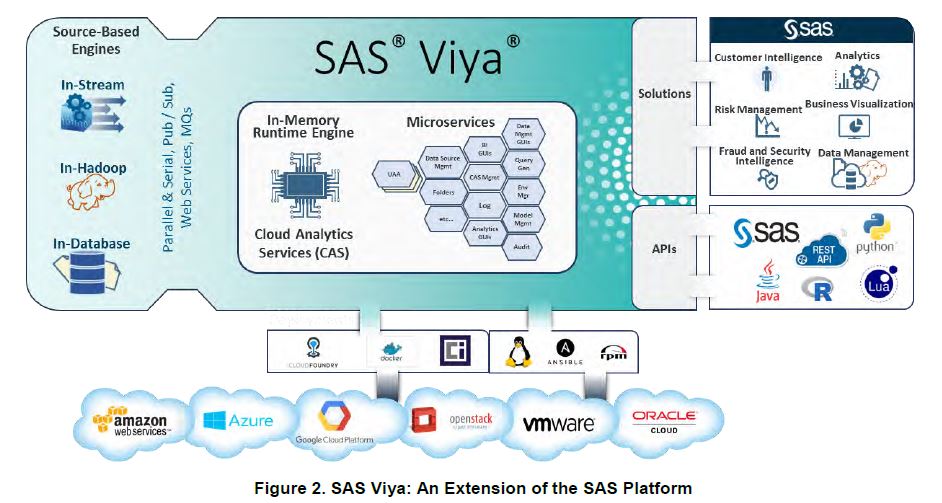 Source-Based
Engines
In-Stream
In-Hadoop
In-Database
Parallel & Serial, Pub / Sub,
Web Services, MQs
SAS® Viya®
In-Memory
Runtime Engine
Cloud Analytics
Services (CAS)
Microservices
UAA
Data Source
Mgmt
Folders
etc..
BI
GUIs
CAS Mgmt
Log
Analytics
GUIs
Data
Mgmt
GUIs
Query
Gen
Env
Mgr
Model
Mgmt
Audit
Solutions
APIs
sas
Customer Intelligence
Analytics
Risk Management
Business Visualization
Fraud and Security
Intelligence
Data Management
sas
REST
API
python
Java
R
Lua
CLOUDFOUNDRY
docker
Ci
A
ANSIBLE
rpm
amazon
web services™
Azure
Google Cloud Platform
openstack
vmware
ORACLE
CLOUD
Figure 2. SAS Viya: An Extension of the SAS Platform